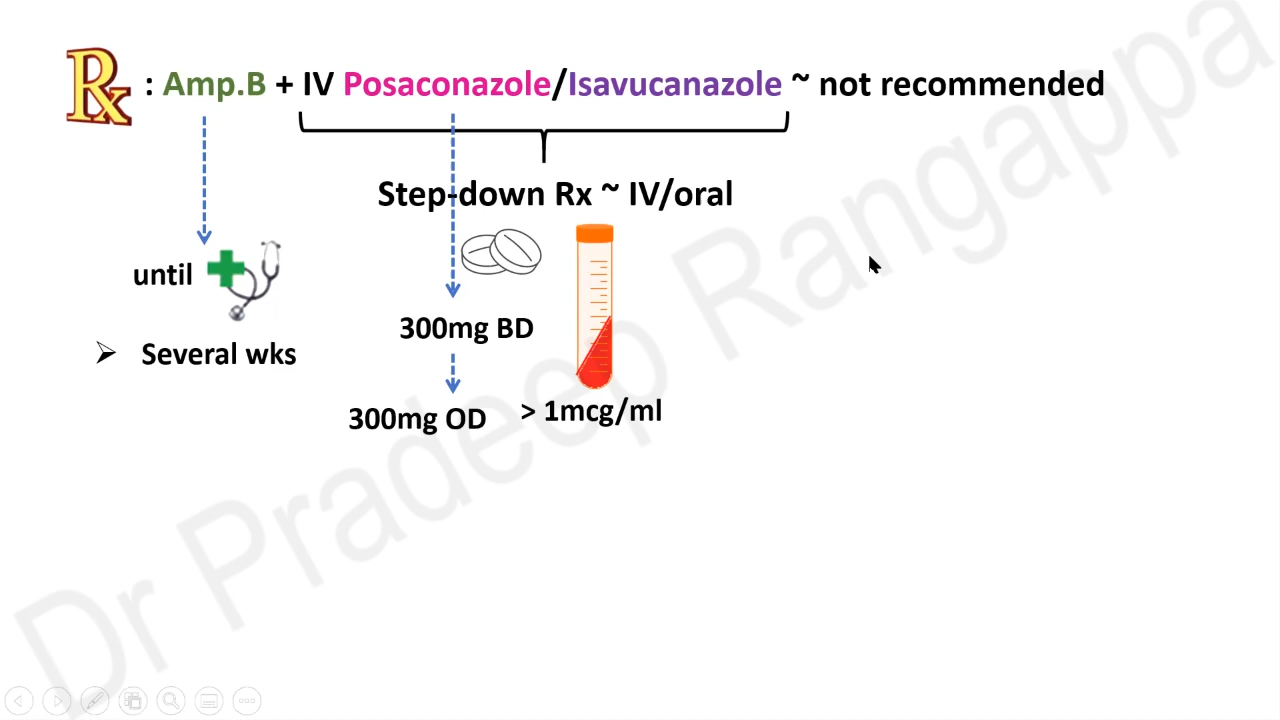 Rx : Amp.B + IV Posaconazole/Isavucanazole ~ not recommended
Step-down Rx ~ IV/oral
until
Several wks
300mg BD
300mg OD
> 1mcg/ml
Dr Pradeep Rangappa